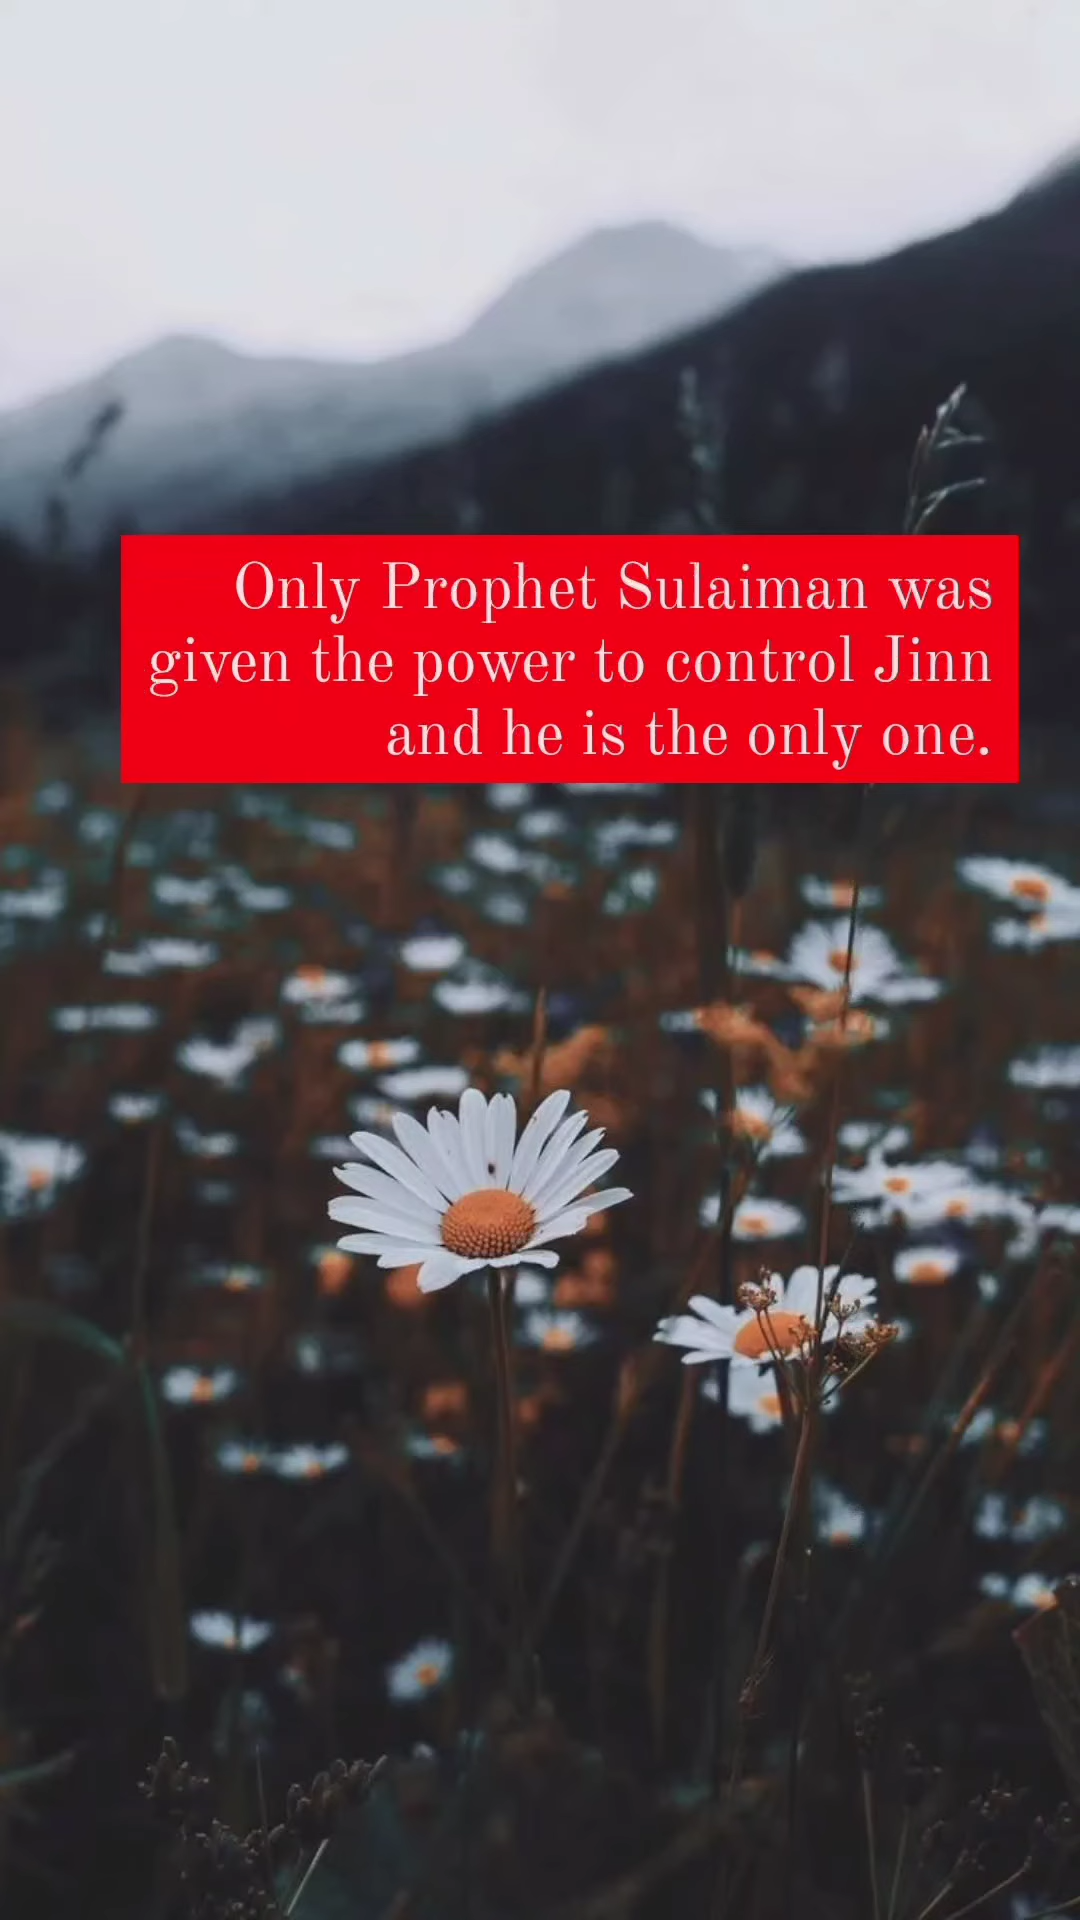 Only Prophet Sulaiman was
given the power to control Jinn
and he is the only one.